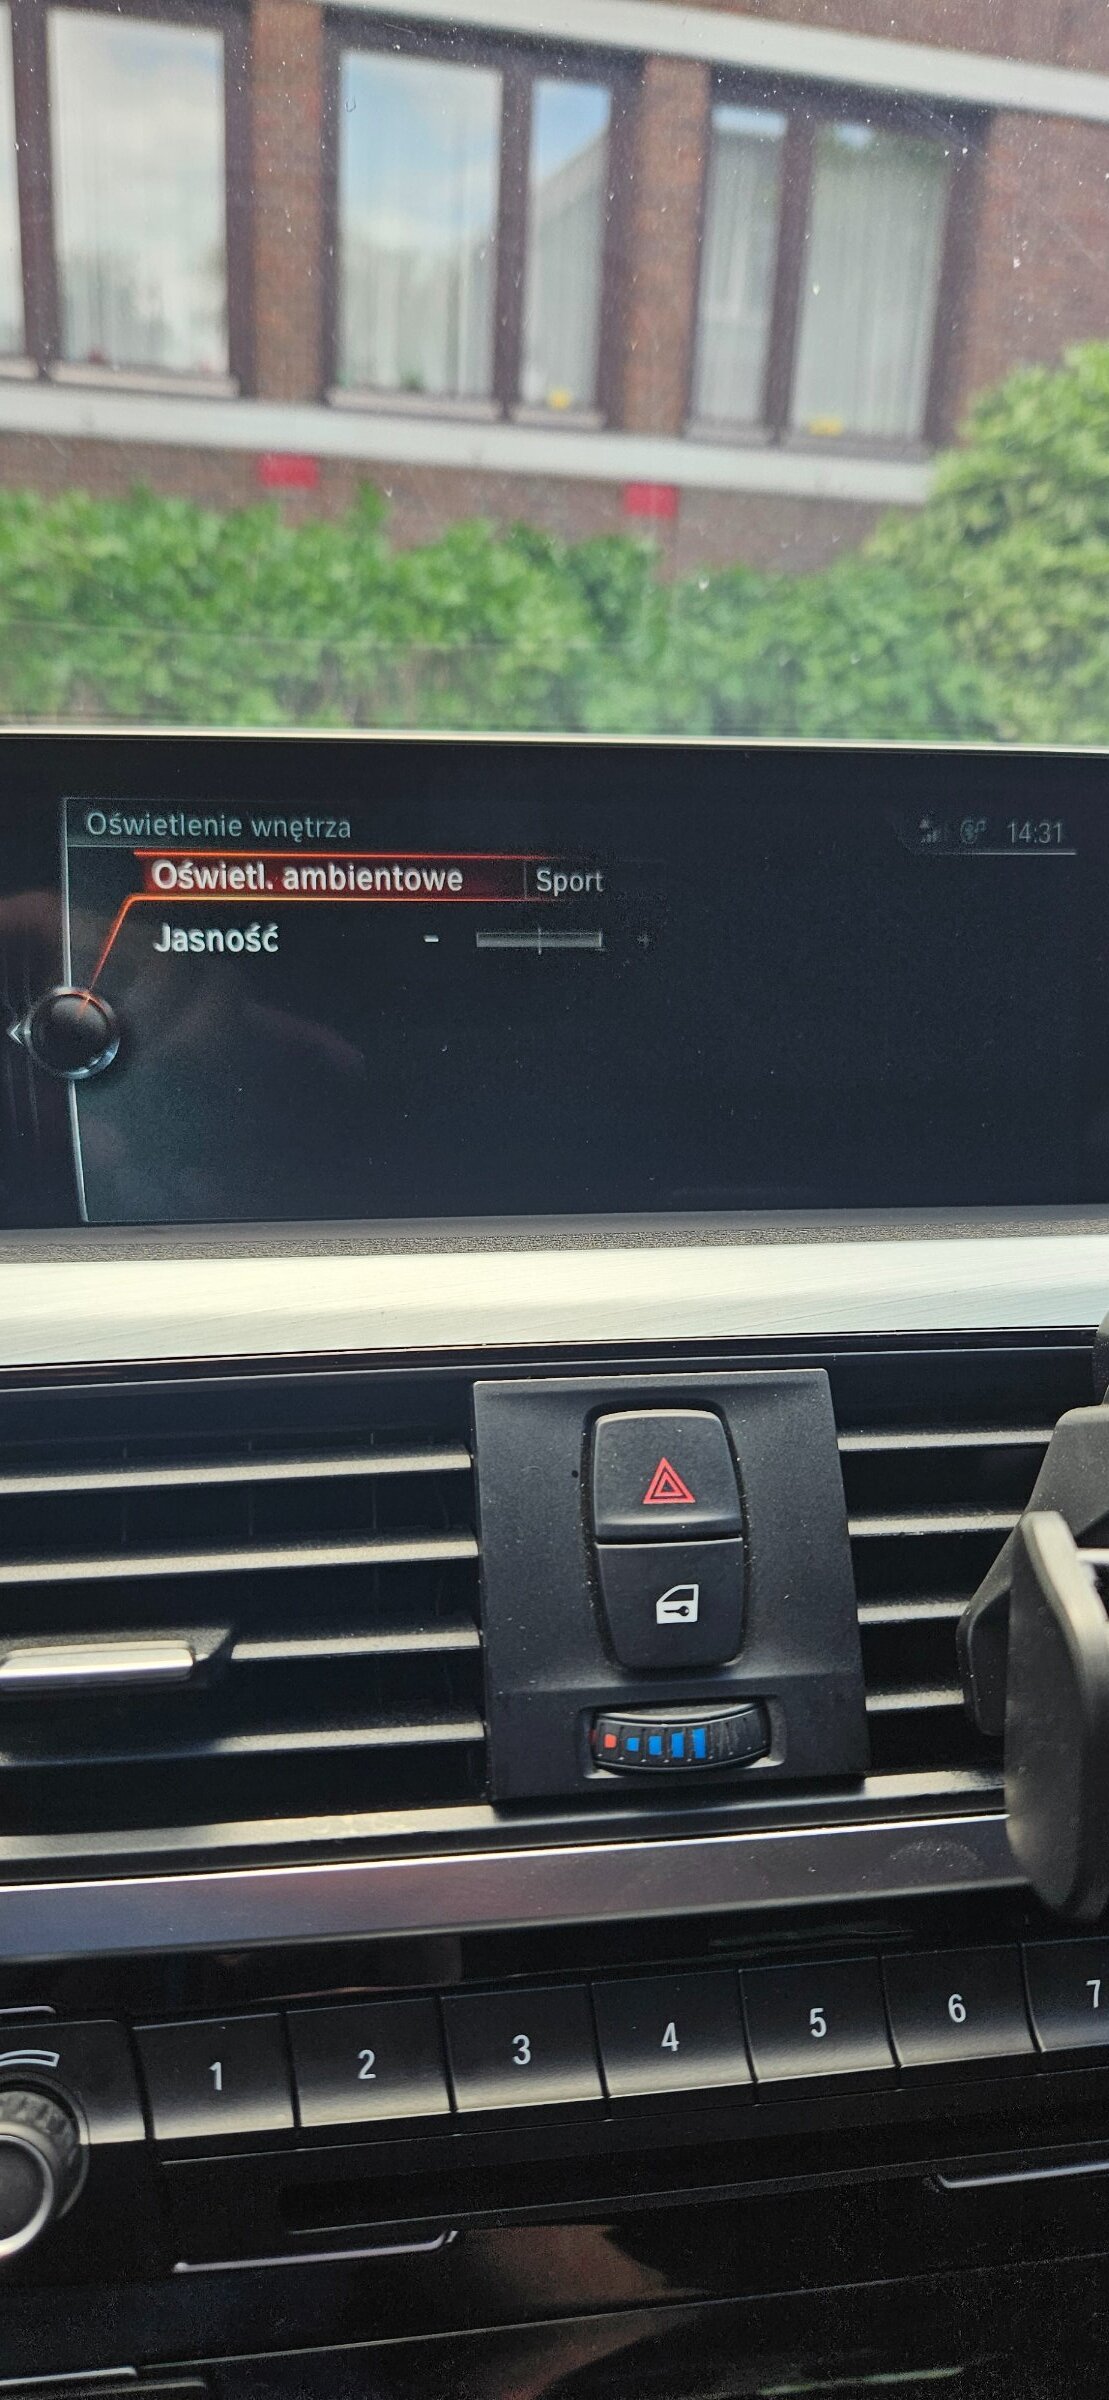 Oświetlenie wnętrza
14:31
Oświetl. ambientowe Sport
Jasność - +
1 2 3 4 5 6 7